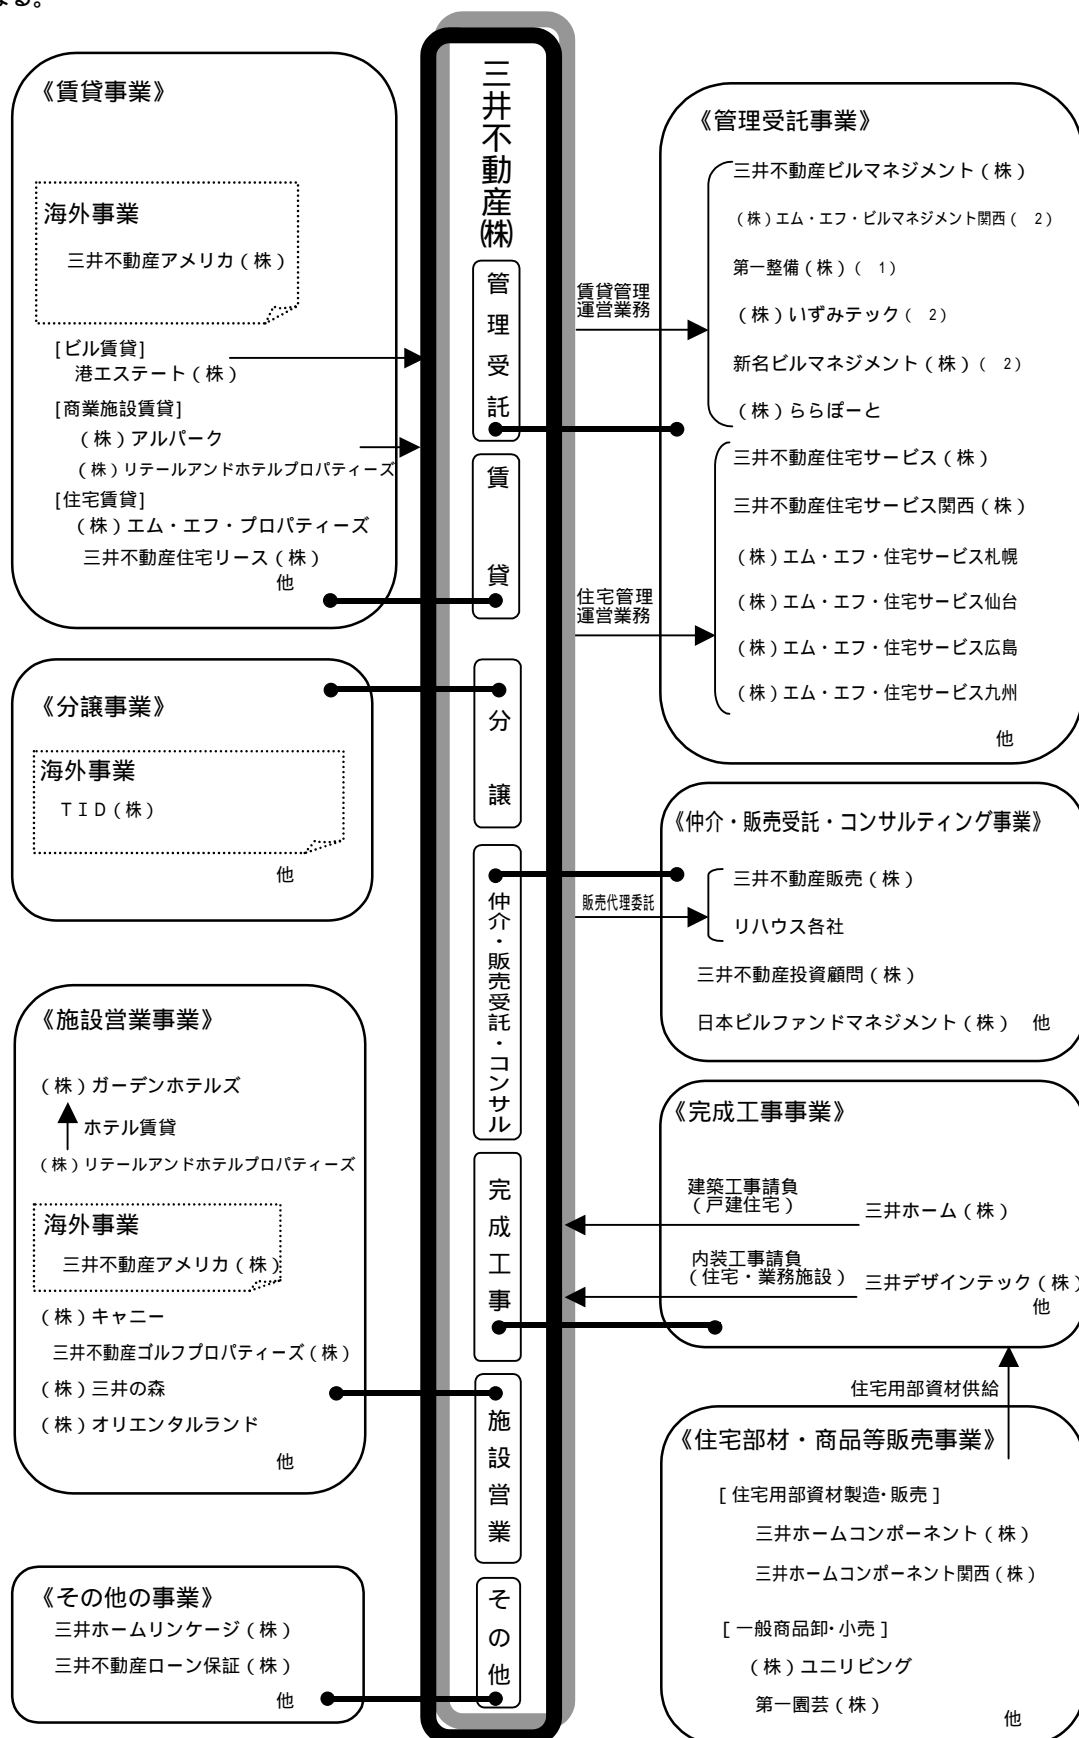 なる。
《賃貸事業》
海外事業
三井不動産アメリカ（株）
[ビル賃貸]
港エステート（株）
[商業施設賃貸]
（株）アルパーク
（株）リテールアンドホテルプロパティーズ
[住宅賃貸]
（株）エム・エフ・プロパティーズ
三井不動産住宅リース（株）
他
《分譲事業》
海外事業
ＴＩＤ（株）
他
《施設営業事業》
（株）ガーデンホテルズ
ホテル賃貸
（株）リテールアンドホテルプロパティーズ
海外事業
三井不動産アメリカ（株）
（株）キャニー
三井不動産ゴルフプロパティーズ（株）
（株）三井の森
（株）オリエンタルランド
他
《その他の事業》
三井ホームリンケージ（株）
三井不動産ローン保証（株）
他
三井不動産㈱
管理受託
賃貸
分譲
仲介・販売受託・コンサル
完成工事
施設営業
その他
賃貸管理
運営業務
住宅管理
運営業務
販売代理委託
《管理受託事業》
三井不動産ビルマネジメント（株）
（株）エム・エフ・ビルマネジメント関西（ 2）
第一整備（株）（ 1）
（株）いずみテック（ 2）
新名ビルマネジメント（株）（ 2）
（株）ららぽーと
三井不動産住宅サービス（株）
三井不動産住宅サービス関西（株）
（株）エム・エフ・住宅サービス札幌
（株）エム・エフ・住宅サービス仙台
（株）エム・エフ・住宅サービス広島
（株）エム・エフ・住宅サービス九州
他
《仲介・販売受託・コンサルティング事業》
三井不動産販売（株）
リハウス各社
三井不動産投資顧問（株）
日本ビルファンドマネジメント（株） 他
《完成工事事業》
建築工事請負
（戸建住宅）
三井ホーム（株）
内装工事請負
（住宅・業務施設）
三井デザインテック（株）
他
住宅用部資材供給
《住宅部材・商品等販売事業》
[ 住宅用部資材製造・販売 ]
三井ホームコンポーネント（株）
三井ホームコンポーネント関西（株）
[ 一般商品卸・小売 ]
（株）ユニリビング
第一園芸（株）
他